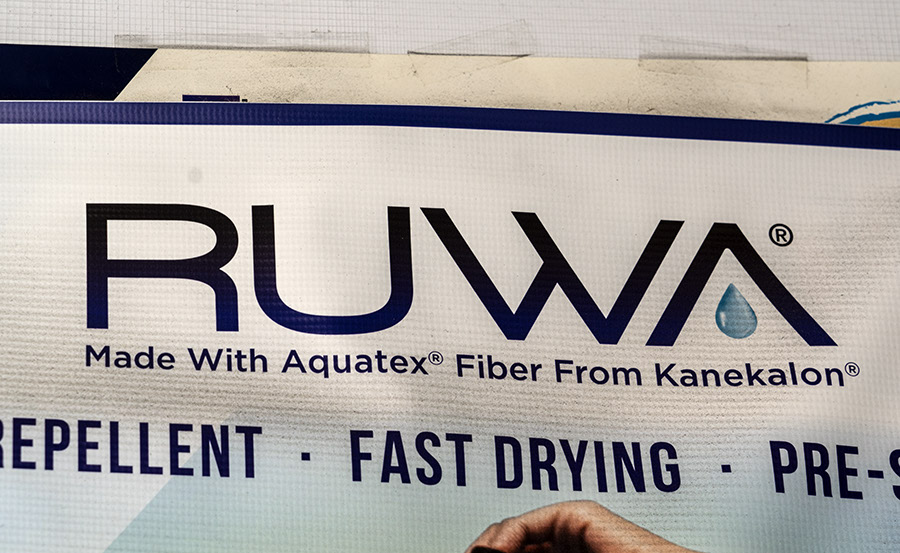 RUWA®
Made With Aquatex® Fiber From Kanekalon®
REPELLENT · FAST DRYING · PRE-S